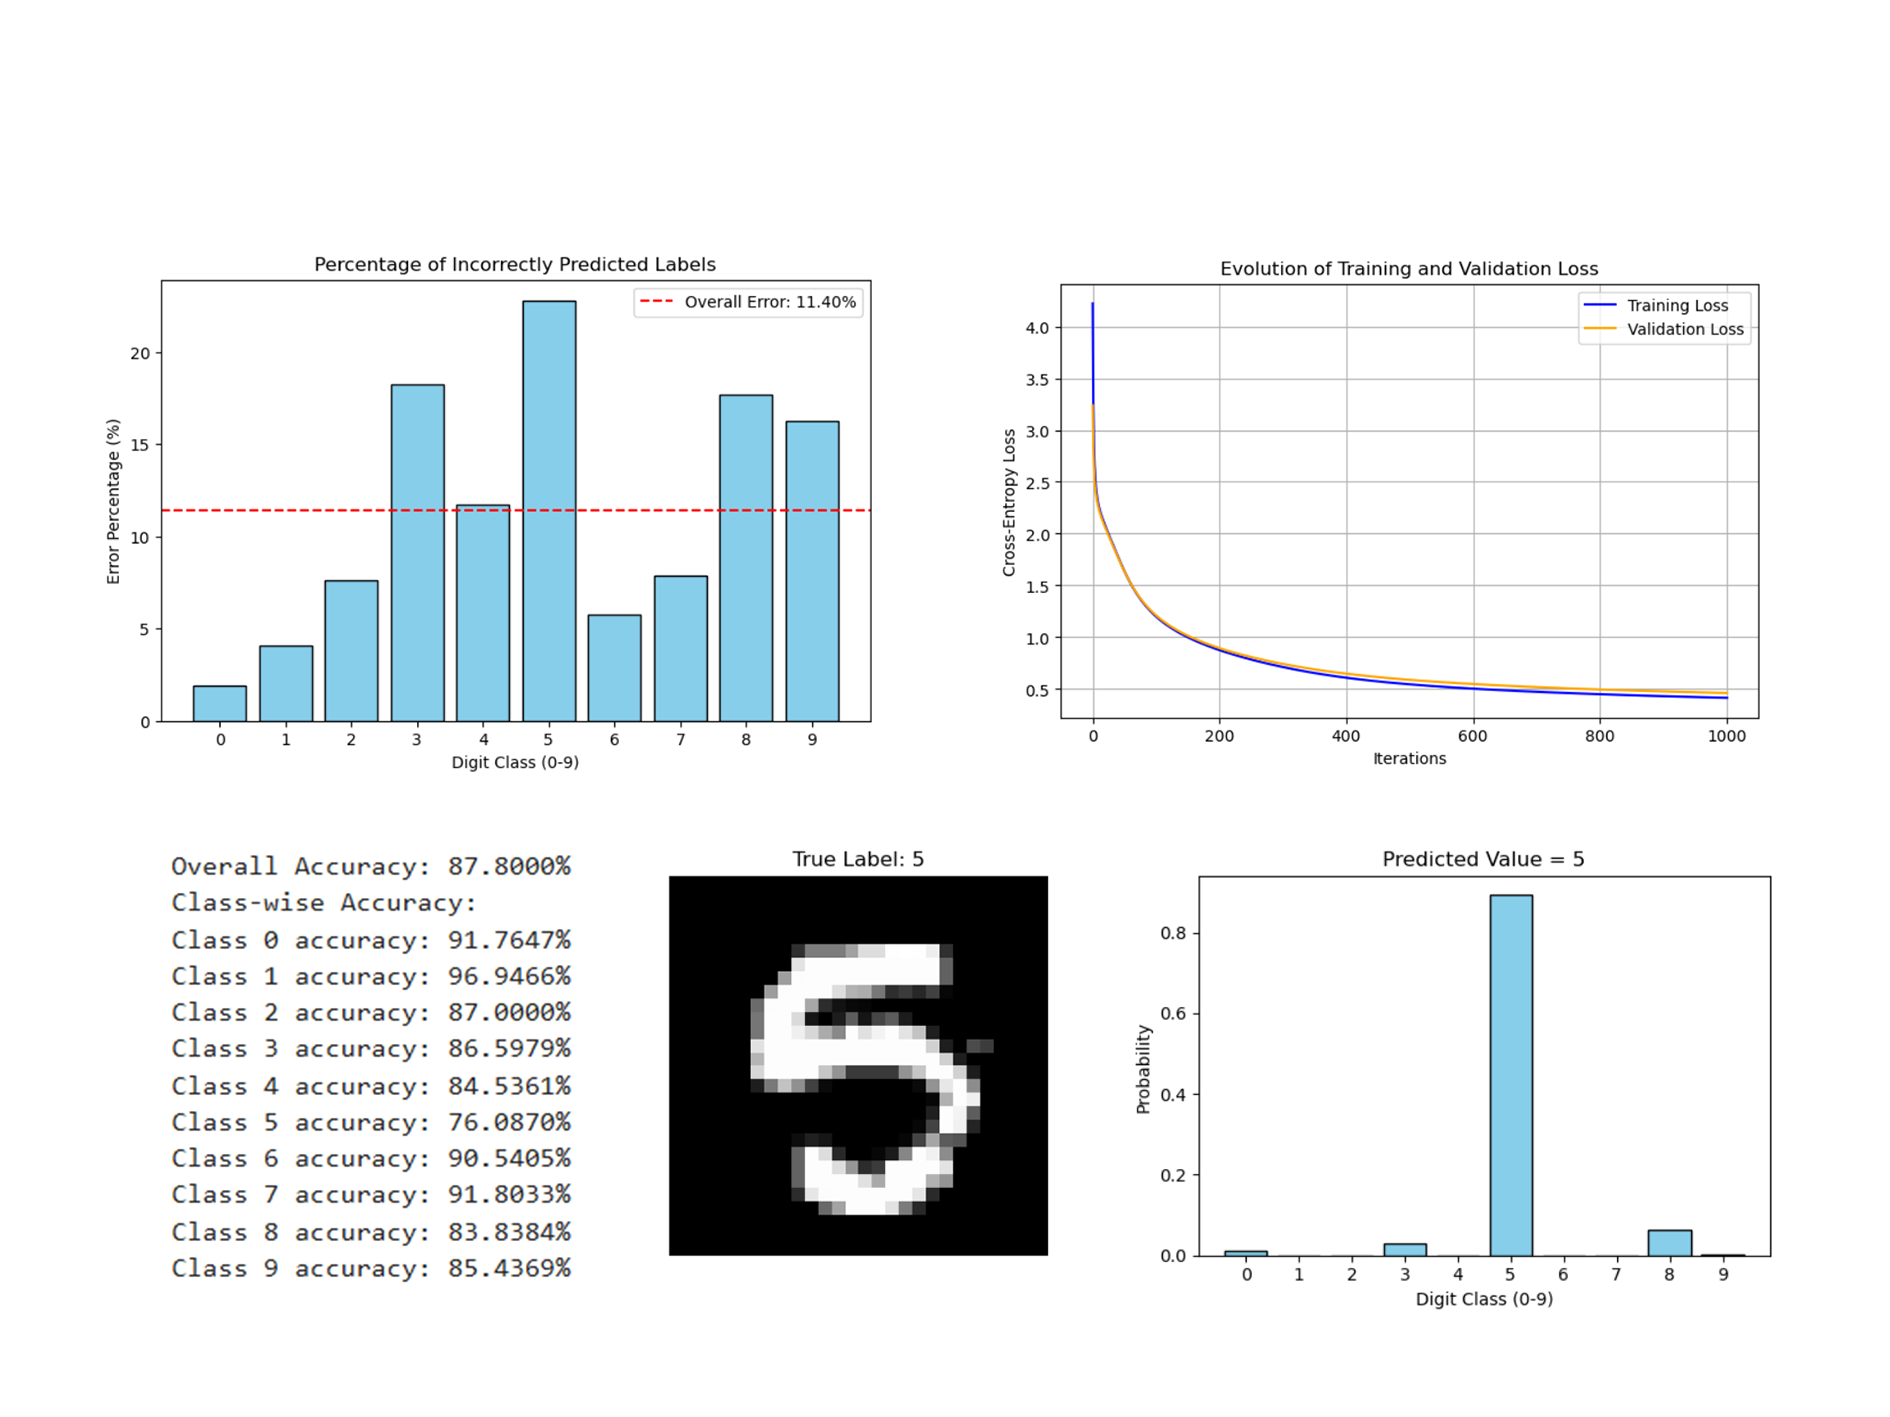 Percentage of Incorrectly Predicted Labels
Overall Error: 11.40%
Error Percentage (%)
20
15
10
5
0
0 1 2 3 4 5 6 7 8 9
Digit Class (0-9)
Evolution of Training and Validation Loss
Training Loss
Validation Loss
Cross-Entropy Loss
4.0
3.5
3.0
2.5
2.0
1.5
1.0
0.5
0 200 400 600 800 1000
Iterations
Overall Accuracy: 87.8000%
Class-wise Accuracy:
Class 0 accuracy: 91.7647%
Class 1 accuracy: 96.9466%
Class 2 accuracy: 87.0000%
Class 3 accuracy: 86.5979%
Class 4 accuracy: 84.5361%
Class 5 accuracy: 76.0870%
Class 6 accuracy: 90.5405%
Class 7 accuracy: 91.8033%
Class 8 accuracy: 83.8384%
Class 9 accuracy: 85.4369%
True Label: 5
5
Predicted Value = 5
Probability
0.8
0.6
0.4
0.2
0.0
0 1 2 3 4 5 6 7 8 9
Digit Class (0-9)